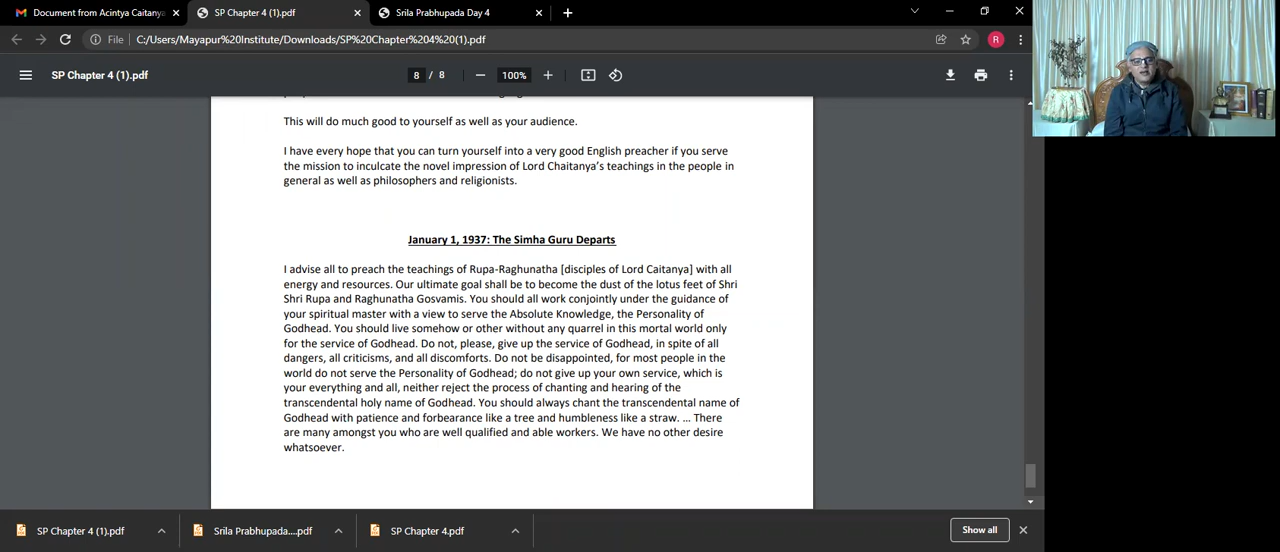 Document from Acintya Caitanya
SP Chapter 4 (1).pdf
Srila Prabhupada Day 4
File
C:/Users/Mayapur%20Institute/Downloads/SP%20Chapter%204%20(1).pdf
R
SP Chapter 4 (1).pdf
8 / 8
100%
This will do much good to yourself as well as your audience.
I have every hope that you can turn yourself into a very good English preacher if you serve
the mission to inculcate the novel impression of Lord Chaitanya's teachings in the people in
general as well as philosophers and religionists.
January 1, 1937: The Simha Guru Departs
I advise all to preach the teachings of Rupa-Raghunatha [disciples of Lord Caitanya] with all
energy and resources. Our ultimate goal shall be to become the dust of the lotus feet of Shri
Shri Rupa and Raghunatha Gosvamis. You should all work conjointly under the guidance of
your spiritual master with a view to serve the Absolute Knowledge, the Personality of
Godhead. You should live somehow or other without any quarrel in this mortal world only
for the service of Godhead. Do not, please, give up the service of Godhead, in spite of all
dangers, all criticisms, and all discomforts. Do not be disappointed, for most people in the
world do not serve the Personality of Godhead; do not give up your own service, which is
your everything and all, neither reject the process of chanting and hearing of the
transcendental holy name of Godhead. You should always chant the transcendental name of
Godhead with patience and forbearance like a tree and humbleness like a straw. … There
are many amongst you who are well qualified and able workers. We have no other desire
whatsoever.
SP Chapter 4 (1).pdf
Srila Prabhupada....pdf
SP Chapter 4.pdf
Show all